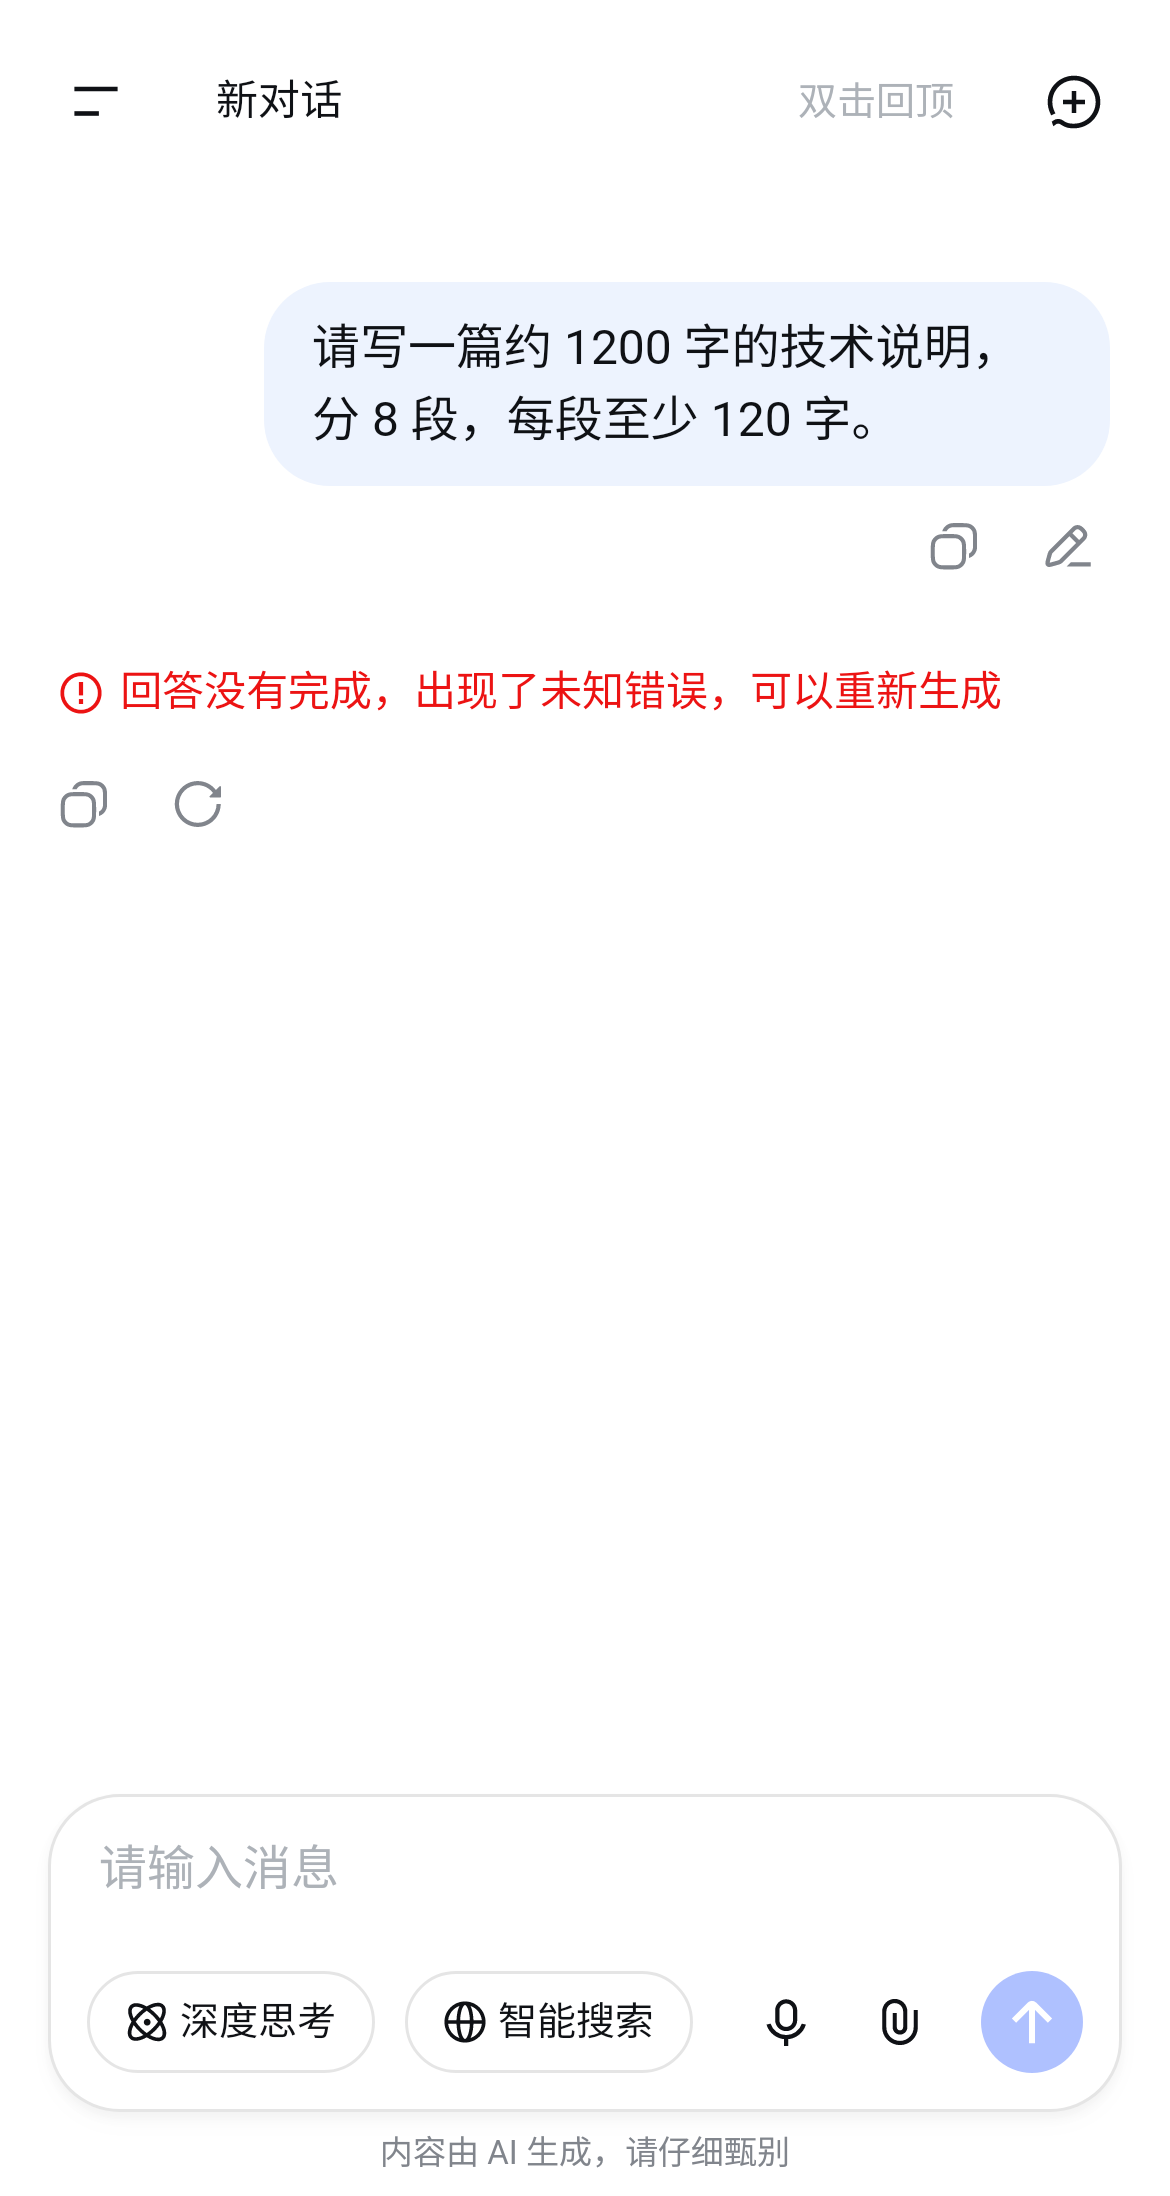 新对话
双击回顶
请写一篇约 1200 字的技术说明，
分 8 段，每段至少 120 字。
回答没有完成，出现了未知错误，可以重新生成
请输入消息
深度思考
智能搜索
内容由 AI 生成，请仔细甄别